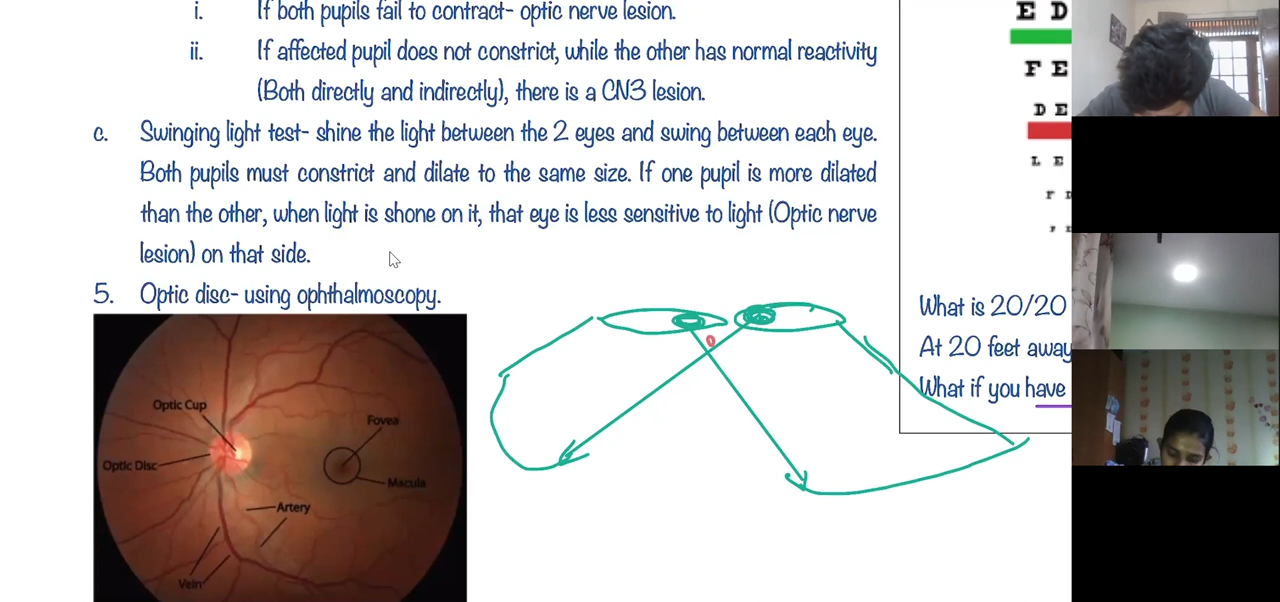 i. If both pupils fail to contract- optic nerve lesion.
ii. If affected pupil does not constrict, while the other has normal reactivity
(Both directly and indirectly), there is a CN3 lesion.
c. Swinging light test- shine the light between the 2 eyes and swing between each eye.
Both pupils must constrict and dilate to the same size. If one pupil is more dilated
than the other, when light is shone on it, that eye is less sensitive to light (Optic nerve
lesion) on that side.
5. Optic disc- using ophthalmoscopy.
Optic Cup
Fovea
Optic Disc
Macula
Artery
Vein
E D
F E
D E
L E
F D
What is 20/20
At 20 feet away
What if you have